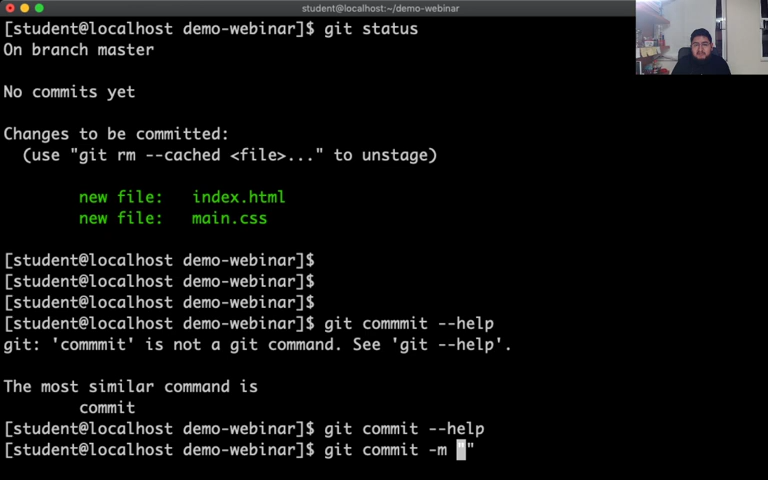 student@localhost:~/demo-webinar
[student@localhost demo-webinar]$ git status
On branch master
No commits yet
Changes to be committed:
(use "git rm --cached <file>..." to unstage)
new file: index.html
new file: main.css
[student@localhost demo-webinar]$
[student@localhost demo-webinar]$
[student@localhost demo-webinar]$
[student@localhost demo-webinar]$ git commmit --help
git: 'commmit' is not a git command. See 'git --help'.
The most similar command is
commit
[student@localhost demo-webinar]$ git commit --help
[student@localhost demo-webinar]$ git commit -m ""